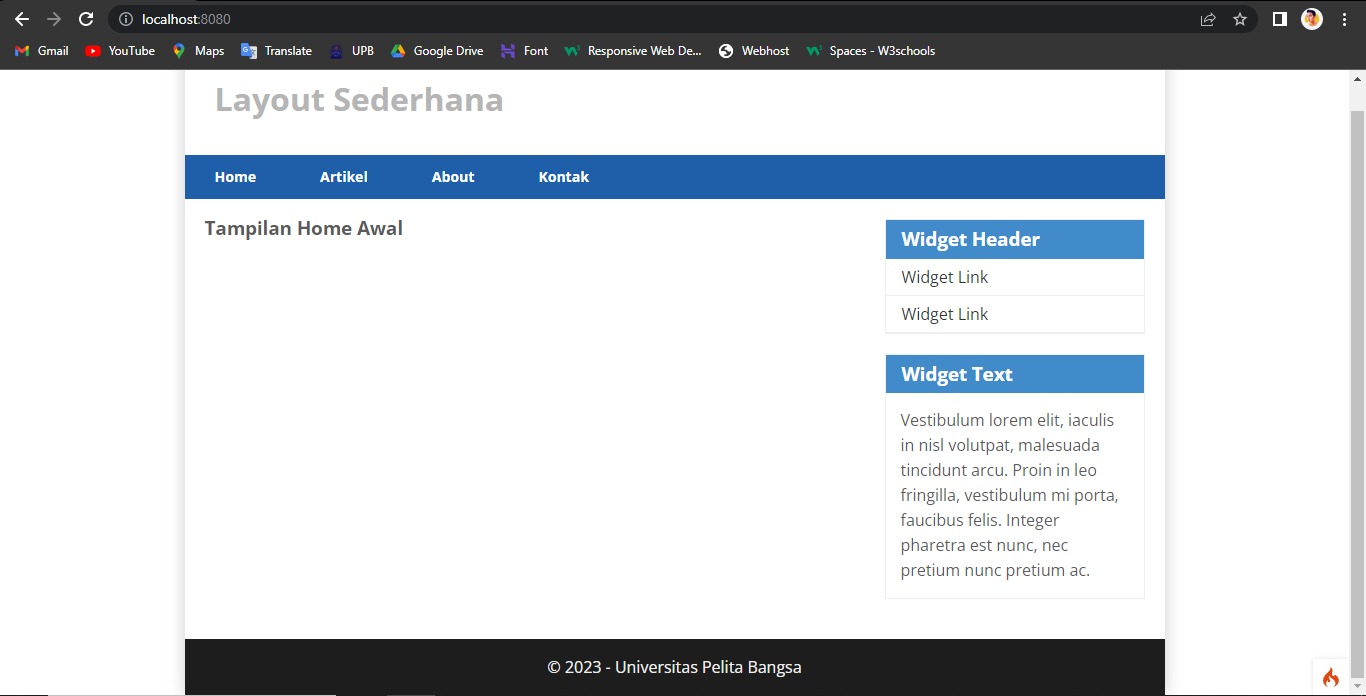 localhost:8080
Gmail YouTube Maps Translate UPB Google Drive Font Responsive Web De... Webhost Spaces - W3schools
Layout Sederhana
Home Artikel About Kontak
Tampilan Home Awal
Widget Header
Widget Link
Widget Link
Widget Text
Vestibulum lorem elit, iaculis
in nisl volutpat, malesuada
tincidunt arcu. Proin in leo
fringilla, vestibulum mi porta,
faucibus felis. Integer
pharetra est nunc, nec
pretium nunc pretium ac.
© 2023 - Universitas Pelita Bangsa